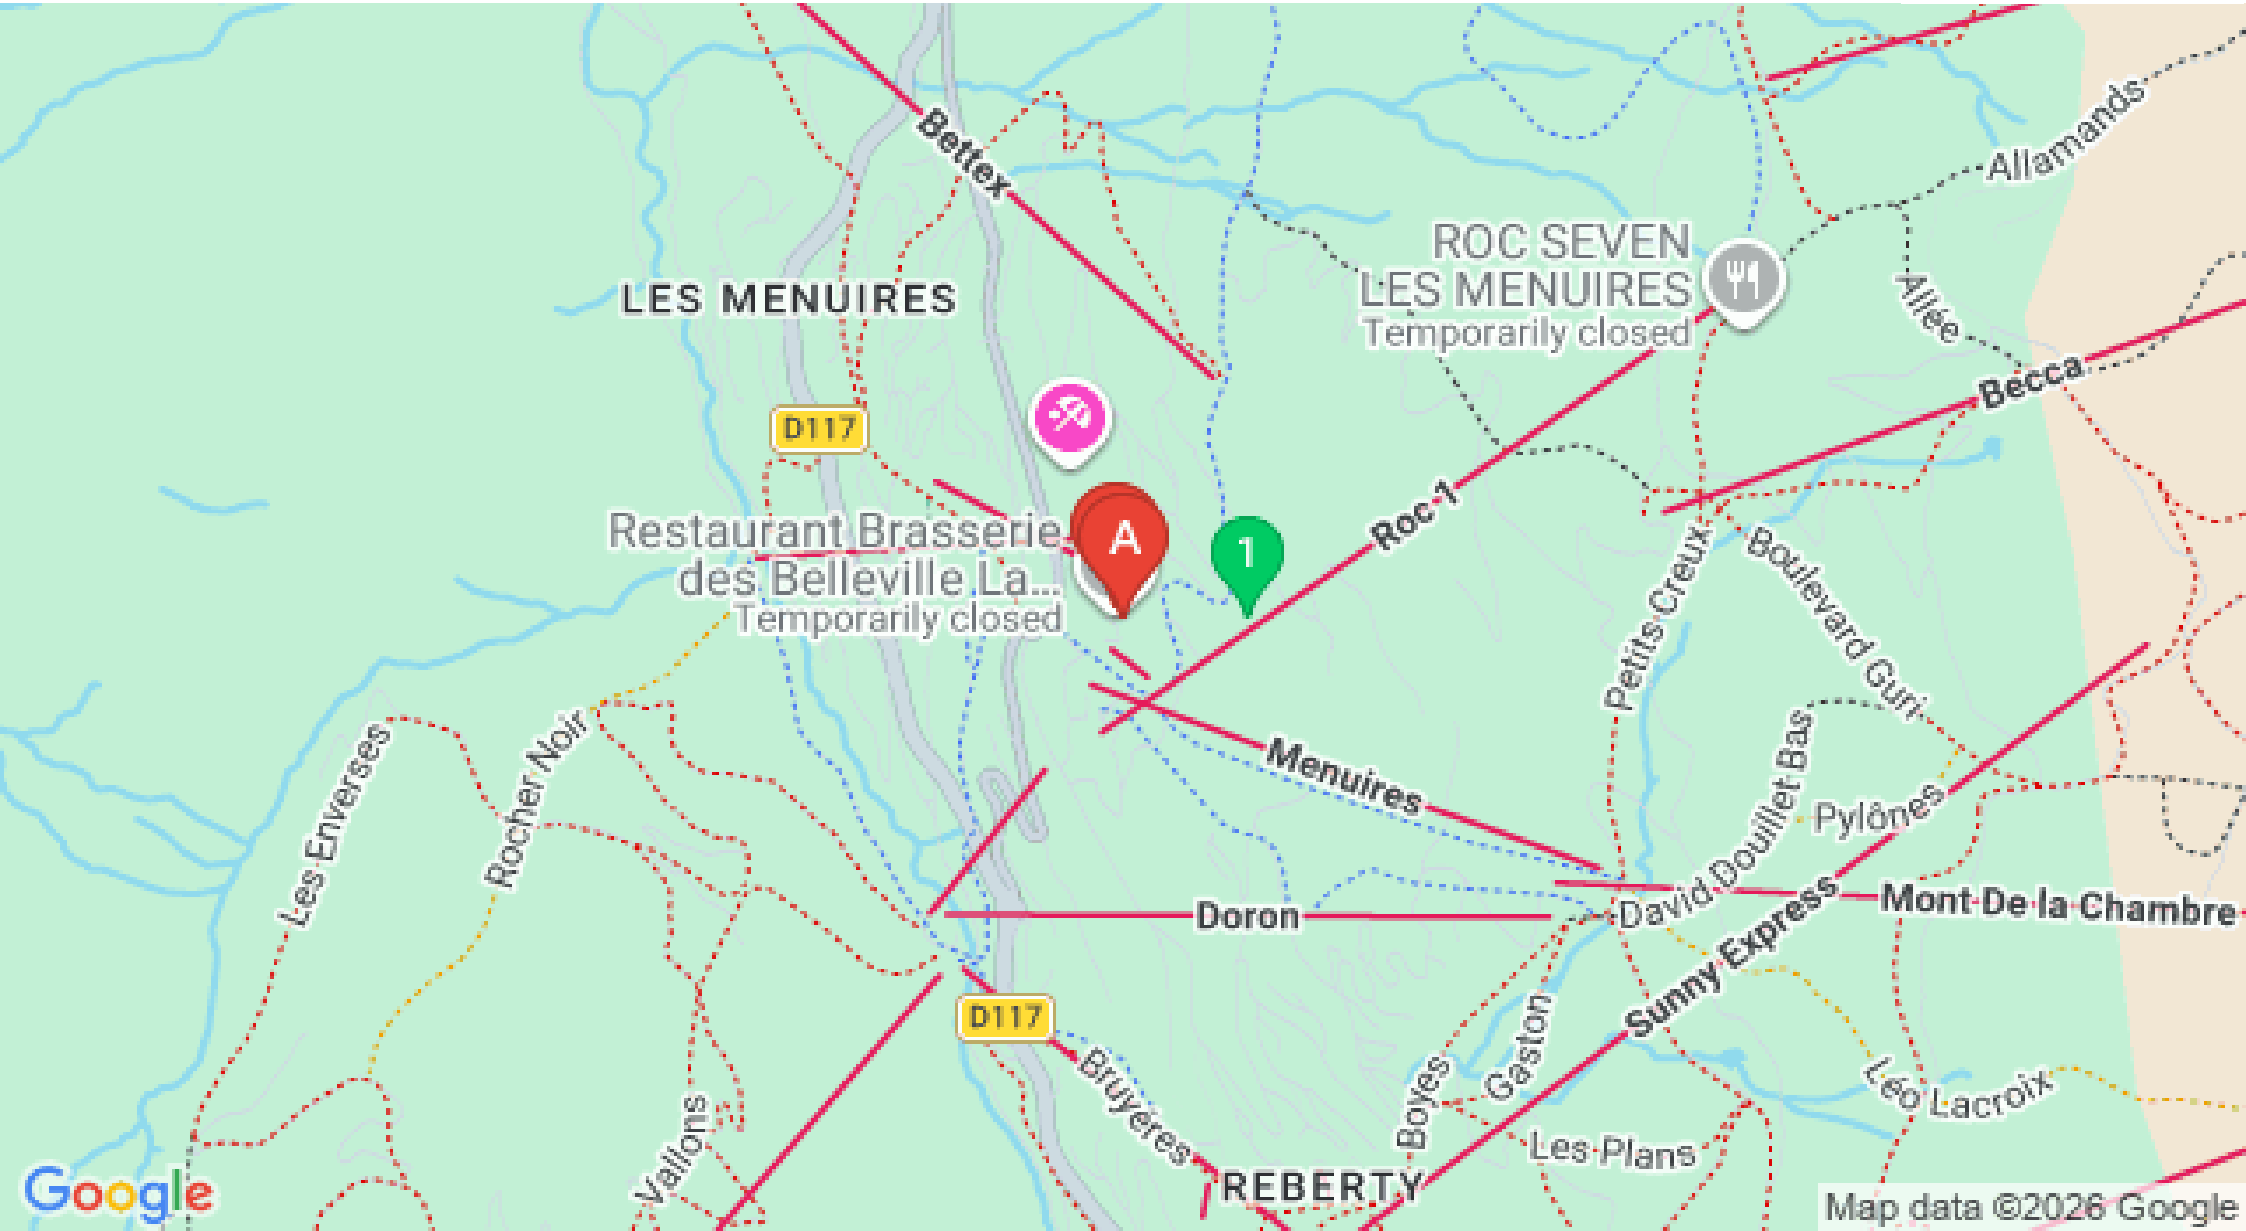 Bettex
Allamands
ROC SEVEN
LES MENUIRES
Temporarily closed
LES MENUIRES
Allée
Becca
D117
Roc 1
Restaurant Brasserie
des Belleville La...
Temporarily closed
A
1
Petits Creux
Boulevard Guri
Les Enverses
Rocher Noir
Menuires
David Douillet Bas
Pylônes
Doron
Mont De la Chambre
Sunny Express
D117
Bruyéres
Gaston
Boyes
Léo Lacroix
Les Plans
Vallons
REBERTY
Google
Map data ©2026 Google